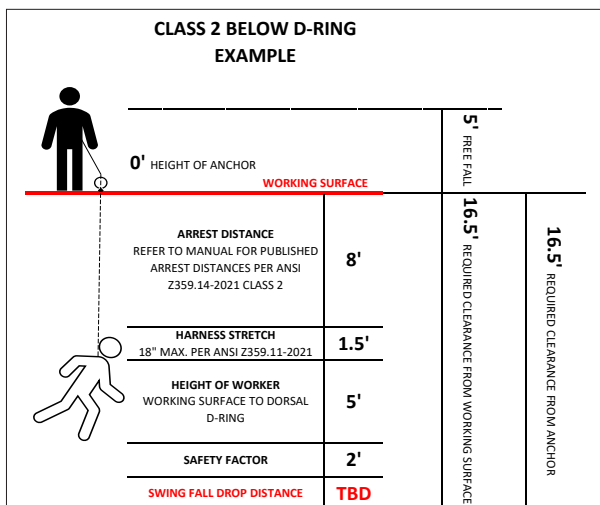 CLASS 2 BELOW D-RING
EXAMPLE
0' HEIGHT OF ANCHOR
WORKING SURFACE
5' FREE FALL
ARREST DISTANCE
REFER TO MANUAL FOR PUBLISHED
ARREST DISTANCES PER ANSI
Z359.14-2021 CLASS 2
8'
HARNESS STRETCH
18" MAX. PER ANSI Z359.11-2021
1.5'
HEIGHT OF WORKER
WORKING SURFACE TO DORSAL
D-RING
5'
SAFETY FACTOR
2'
SWING FALL DROP DISTANCE
TBD
16.5' REQUIRED CLEARANCE FROM WORKING SURFACE
16.5' REQUIRED CLEARANCE FROM ANCHOR